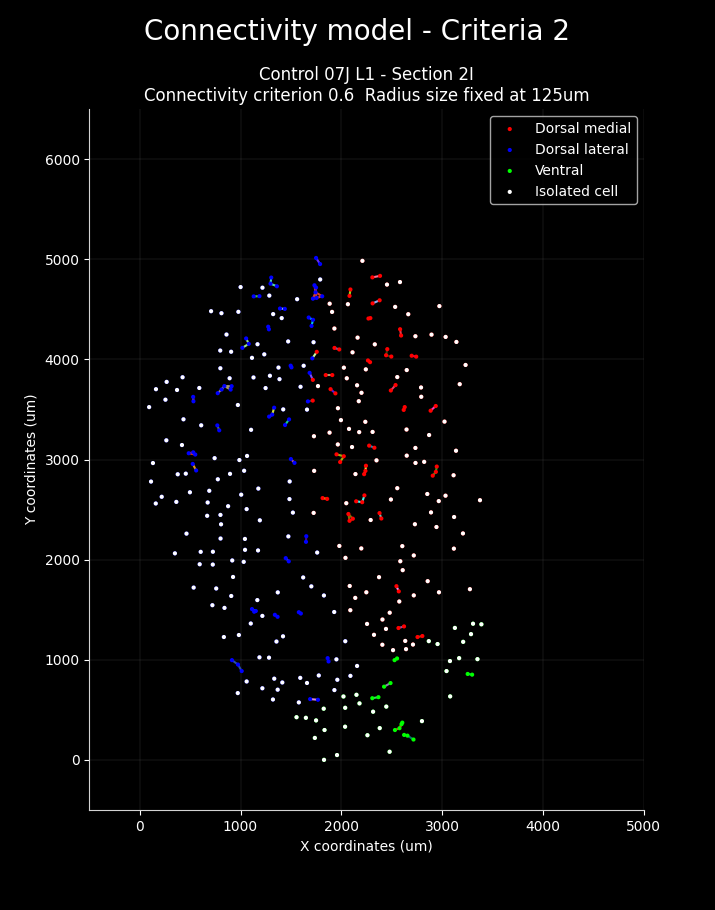 Connectivity model - Criteria 2
Control 07J L1 - Section 2I
Connectivity criterion 0.6  Radius size fixed at 125um
Dorsal medial
Dorsal lateral
Ventral
Isolated cell
6000
5000
4000
3000
2000
1000
0
Y coordinates (um)
0 1000 2000 3000 4000 5000
X coordinates (um)